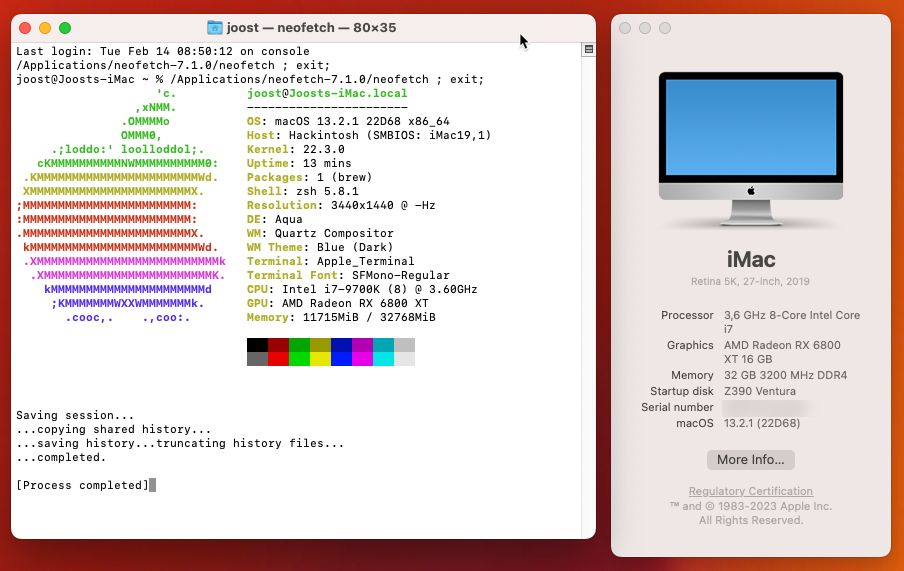 joost — neofetch — 80×35
Last login: Tue Feb 14 08:50:12 on console
/Applications/neofetch-7.1.0/neofetch ; exit;
joost@Joosts-iMac ~ % /Applications/neofetch-7.1.0/neofetch ; exit;
                    'c.          joost@Joosts-iMac.local
                 ,xNMM.          -----------------------
               .OMMMMo           OS: macOS 13.2.1 22D68 x86_64
               OMMM0,            Host: Hackintosh (SMBIOS: iMac19,1)
     .;loddo:' loolloddol;.      Kernel: 22.3.0
   cKMMMMMMMMMMNWMMMMMMMMMM0:    Uptime: 13 mins
 .KMMMMMMMMMMMMMMMMMMMMMMMWd.    Packages: 1 (brew)
 XMMMMMMMMMMMMMMMMMMMMMMMX.      Shell: zsh 5.8.1
;MMMMMMMMMMMMMMMMMMMMMMMM:       Resolution: 3440x1440 @ -Hz
:MMMMMMMMMMMMMMMMMMMMMMMM:       DE: Aqua
.MMMMMMMMMMMMMMMMMMMMMMMMX.      WM: Quartz Compositor
 kMMMMMMMMMMMMMMMMMMMMMMMMWd.    WM Theme: Blue (Dark)
 .XMMMMMMMMMMMMMMMMMMMMMMMMMMk   Terminal: Apple_Terminal
  .XMMMMMMMMMMMMMMMMMMMMMMMMK.   Terminal Font: SFMono-Regular
    kMMMMMMMMMMMMMMMMMMMMMMd     CPU: Intel i7-9700K (8) @ 3.60GHz
     ;KMMMMMMMWXXWMMMMMMMk.      GPU: AMD Radeon RX 6800 XT
       .cooc,.    .,coo:.        Memory: 11715MiB / 32768MiB
Saving session...
...copying shared history...
...saving history...truncating history files...
...completed.
[Process completed]
iMac
Retina 5K, 27-inch, 2019
Processor 3,6 GHz 8-Core Intel Core
i7
Graphics AMD Radeon RX 6800
XT 16 GB
Memory 32 GB 3200 MHz DDR4
Startup disk Z390 Ventura
Serial number
macOS 13.2.1 (22D68)
More Info...
Regulatory Certification
™ and © 1983-2023 Apple Inc.
All Rights Reserved.